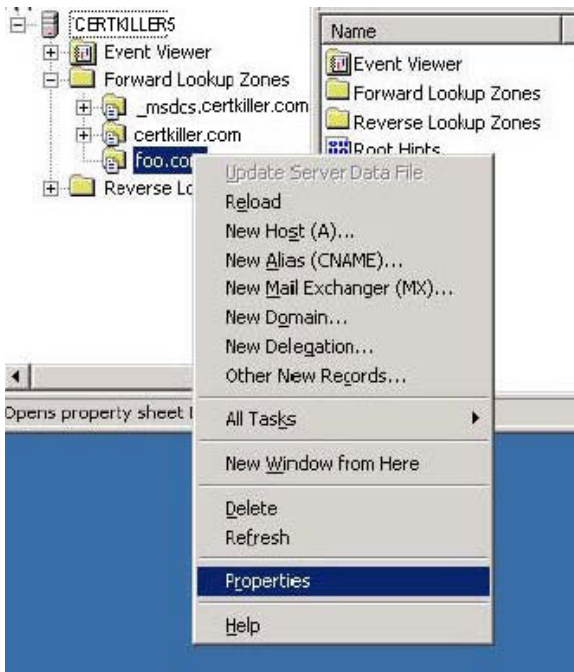 CERTKILLER5
Event Viewer
Forward Lookup Zones
_msdcs.certkiller.com
certkiller.com
foo.co
Reverse Lo
Name
Event Viewer
Forward Lookup Zones
Reverse Lookup Zones
Root Hints
Update Server Data File
Reload
New Host (A)...
New Alias (CNAME)...
New Mail Exchanger (MX)...
New Domain...
New Delegation...
Other New Records...
All Tasks
New Window from Here
Delete
Refresh
Properties
Help
Opens property sheet